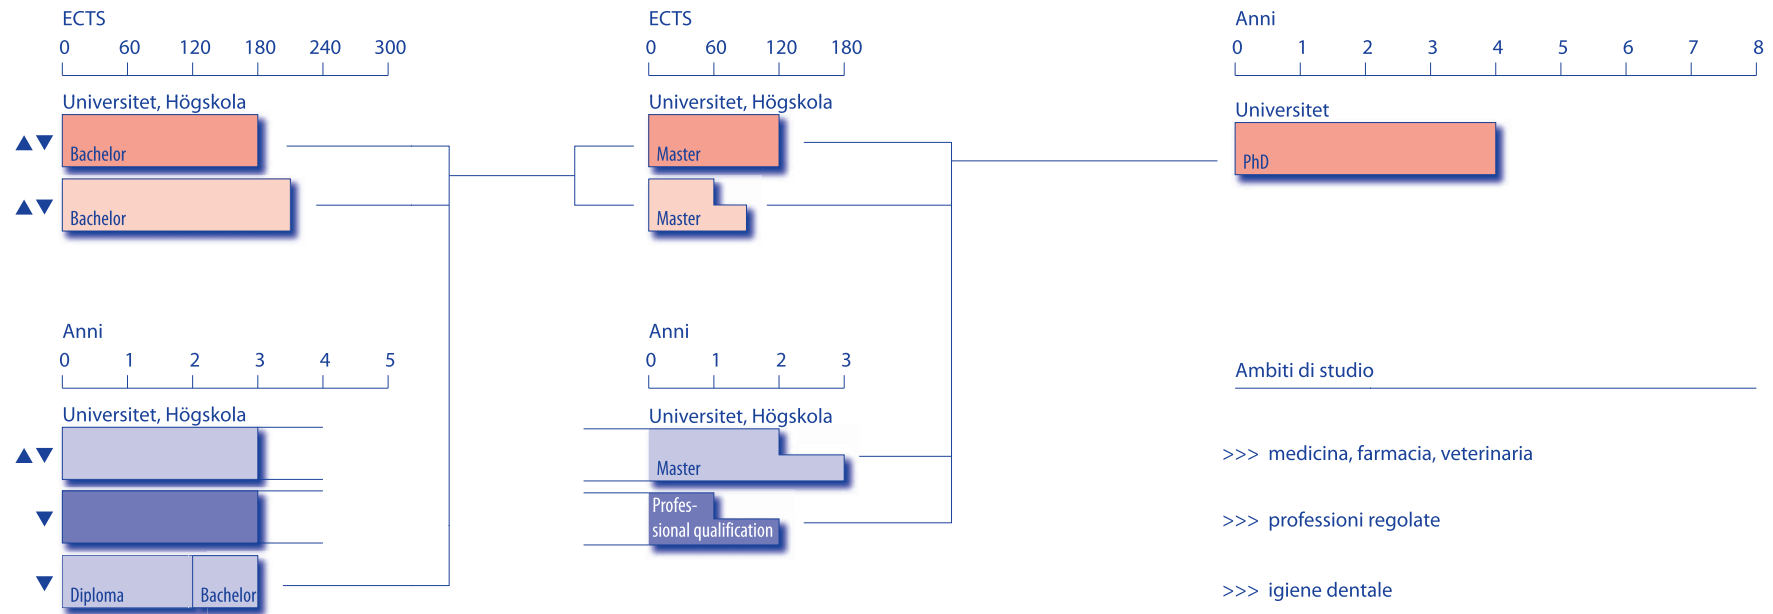 ECTS
0 60 120 180 240 300
Universitet, Högskola
Bachelor
Bachelor
ECTS
0 60 120 180
Universitet, Högskola
Master
Master
Anni
0 1 2 3 4 5 6 7 8
Universitet
PhD
Anni
0 1 2 3 4 5
Universitet, Högskola
Diploma Bachelor
Anni
0 1 2 3
Universitet, Högskola
Master
Profes-
sional qualification
Ambiti di studio
>>> medicina, farmacia, veterinaria
>>> professioni regolate
>>> igiene dentale